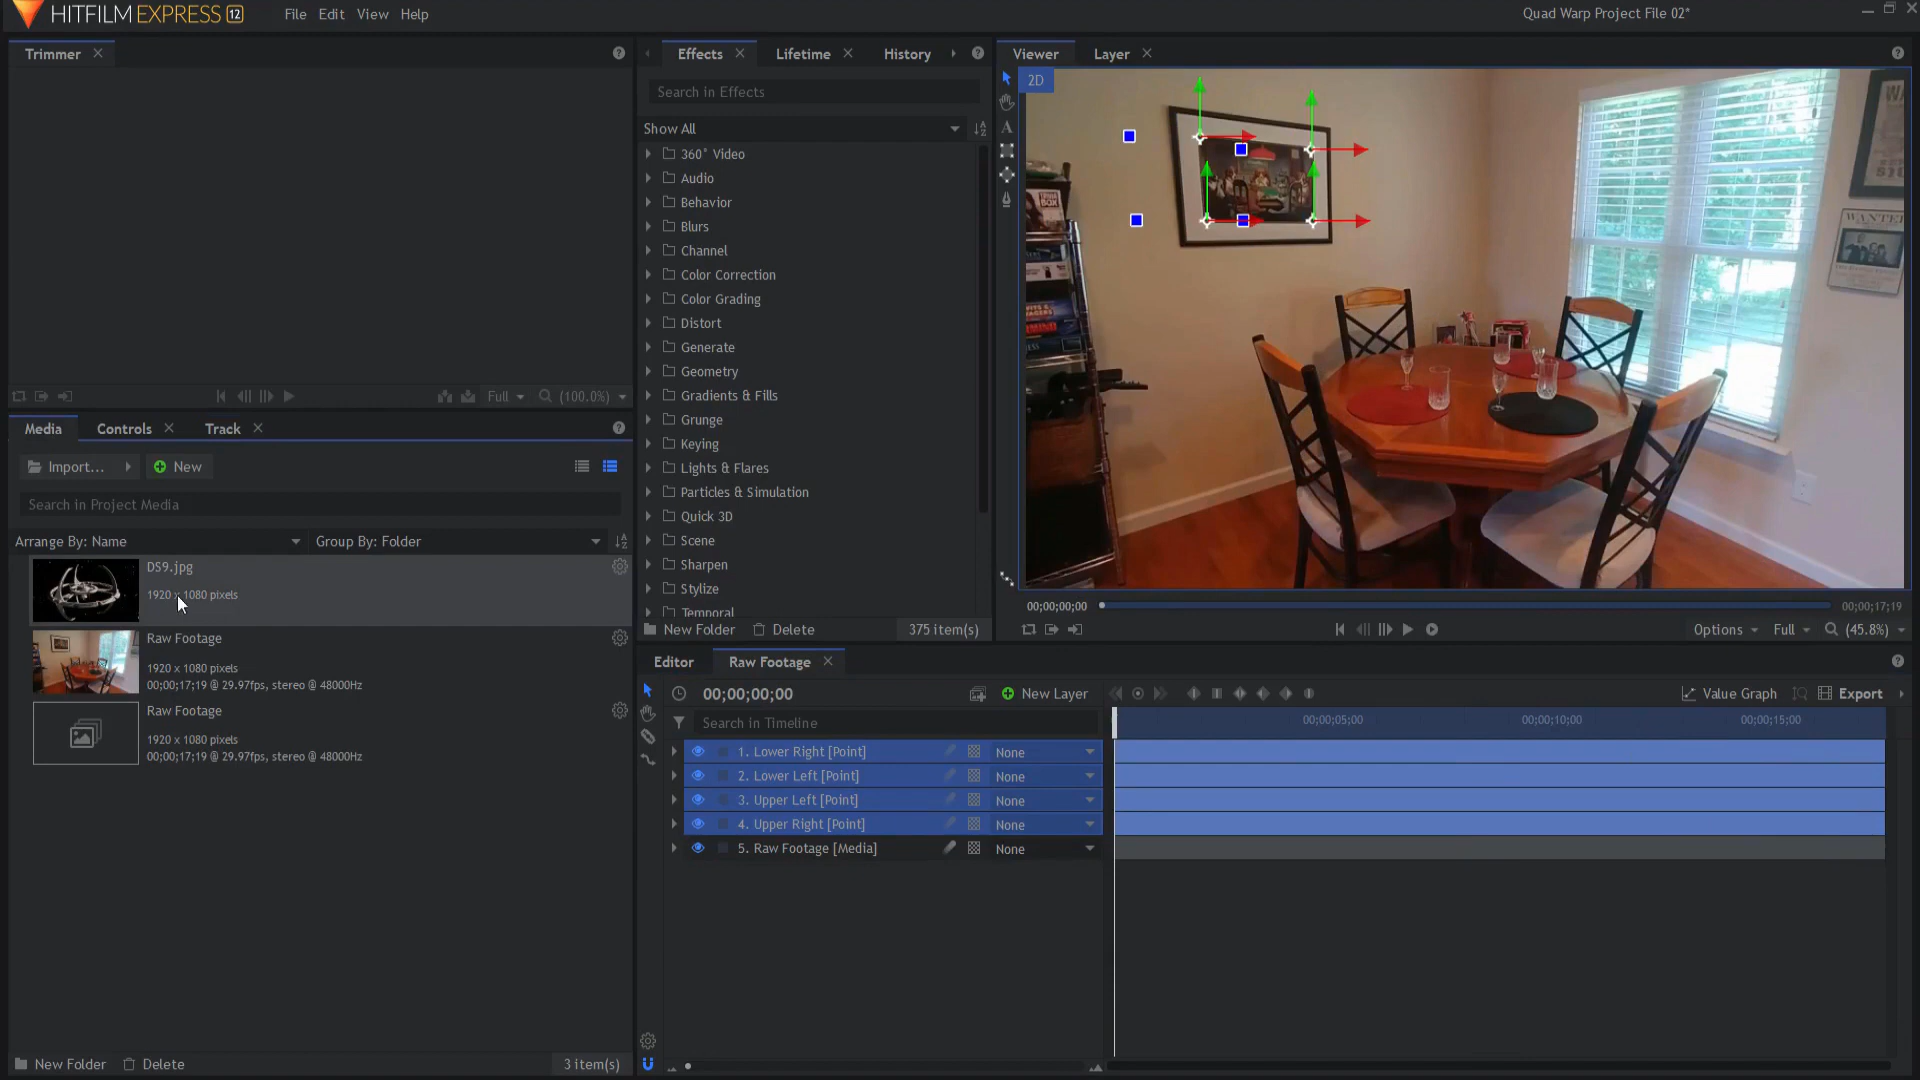 HITFILM EXPRESS 12
File Edit View Help
Quad Warp Project File 02*
Trimmer
Effects
Lifetime
History
Viewer
Layer
2D
Search in Effects
Show All
360° Video
Audio
Behavior
Blurs
Channel
Color Correction
Color Grading
Distort
Generate
Geometry
Gradients & Fills
Grunge
Keying
Lights & Flares
Particles & Simulation
Quick 3D
Scene
Sharpen
Stylize
Temporal
New Folder
Delete
375 item(s)
Full
(100.0%)
Media
Controls
Track
Import...
New
Search in Project Media
Arrange By: Name
Group By: Folder
DS9.jpg
1920 x 1080 pixels
Raw Footage
1920 x 1080 pixels
00;00;17;19 @ 29.97fps, stereo @ 48000Hz
Raw Footage
1920 x 1080 pixels
00;00;17;19 @ 29.97fps, stereo @ 48000Hz
New Folder
Delete
3 item(s)
WANTED
00;00;00;00
00;00;17;19
Options
Full
(45.8%)
Editor
Raw Footage
00;00;00;00
New Layer
Value Graph
Export
Search in Timeline
00;00;05;00
00;00;10;00
00;00;15;00
1. Lower Right [Point]
None
2. Lower Left [Point]
None
3. Upper Left [Point]
None
4. Upper Right [Point]
None
5. Raw Footage [Media]
None